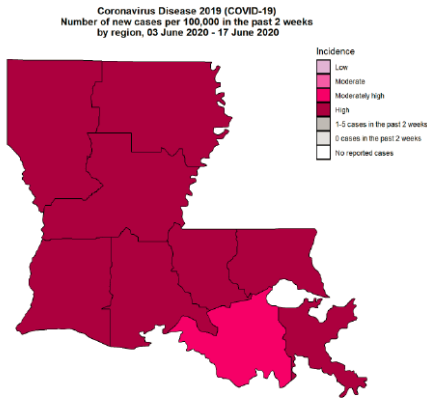 Coronavirus Disease 2019 (COVID-19)
Number of new cases per 100,000 in the past 2 weeks
by region, 03 June 2020 - 17 June 2020
Incidence
Low
Moderate
Moderately high
High
1-5 cases in the past 2 weeks
0 cases in the past 2 weeks
No reported cases